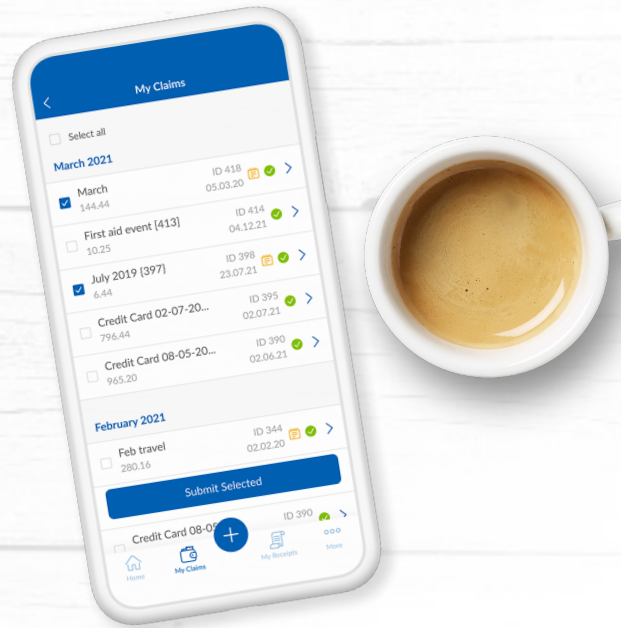 My Claims
Select all
March 2021
March
ID 418
144.44
05.03.20
First aid event [413]
ID 414
10.25
04.12.21
July 2019 [397]
ID 398
6.44
23.07.21
Credit Card 02-07-20...
ID 395
796.44
02.07.21
Credit Card 08-05-20...
ID 390
965.20
02.06.21
February 2021
Feb travel
ID 344
280.16
02.02.20
Submit Selected
Credit Card 08-05
ID 390
Home
My Claims
My Receipts
More